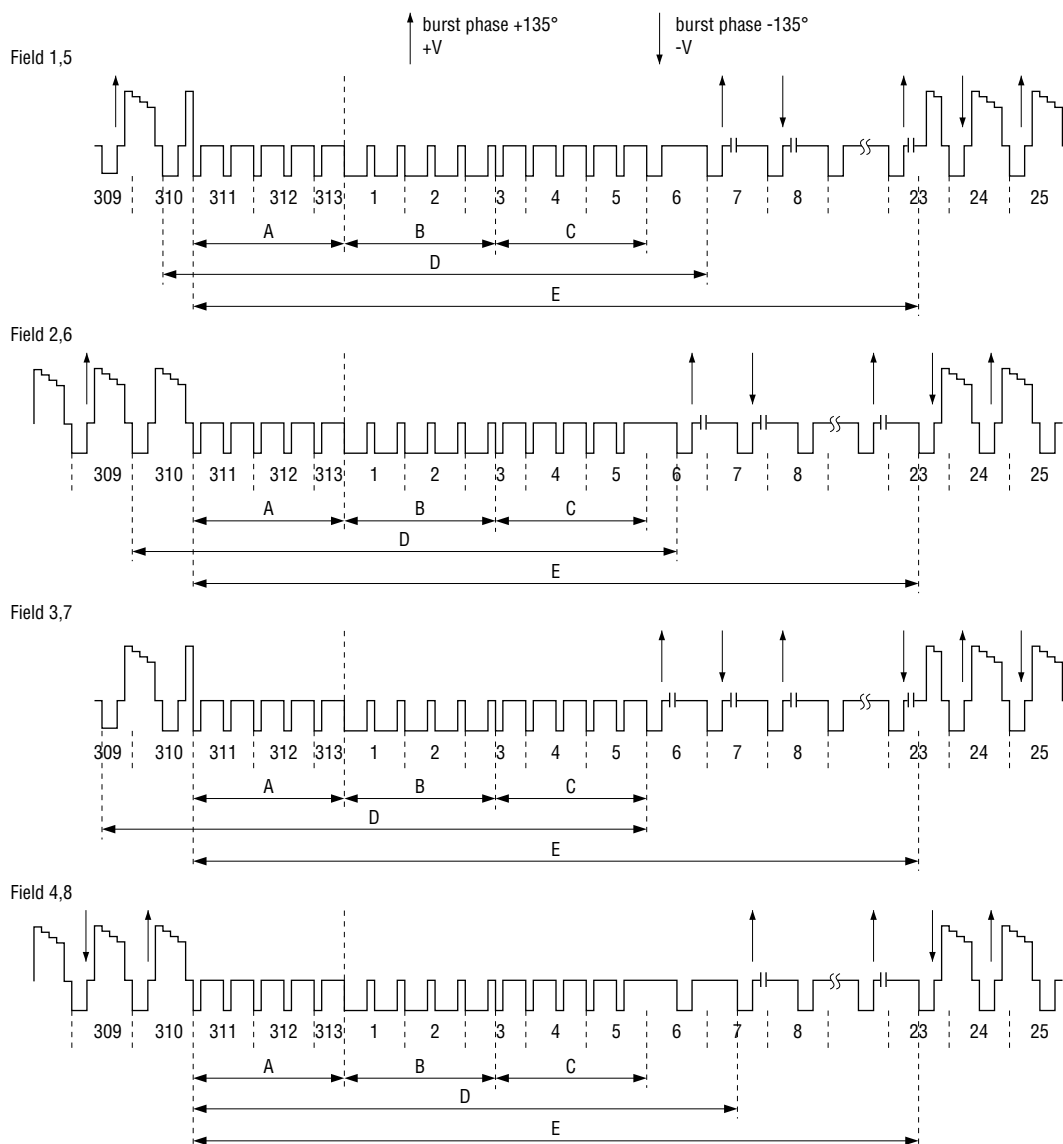 burst phase +135°
+V
burst phase -135°
-V
Field 1,5
309 310 311 312 313 1 2 3 4 5 6 7 8 23 24 25
A B C
D
E
Field 2,6
309 310 311 312 313 1 2 3 4 5 6 7 8 23 24 25
A B C
D
E
Field 3,7
309 310 311 312 313 1 2 3 4 5 6 7 8 23 24 25
A B C
D
E
Field 4,8
309 310 311 312 313 1 2 3 4 5 6 7 8 23 24 25
A B C
D
E